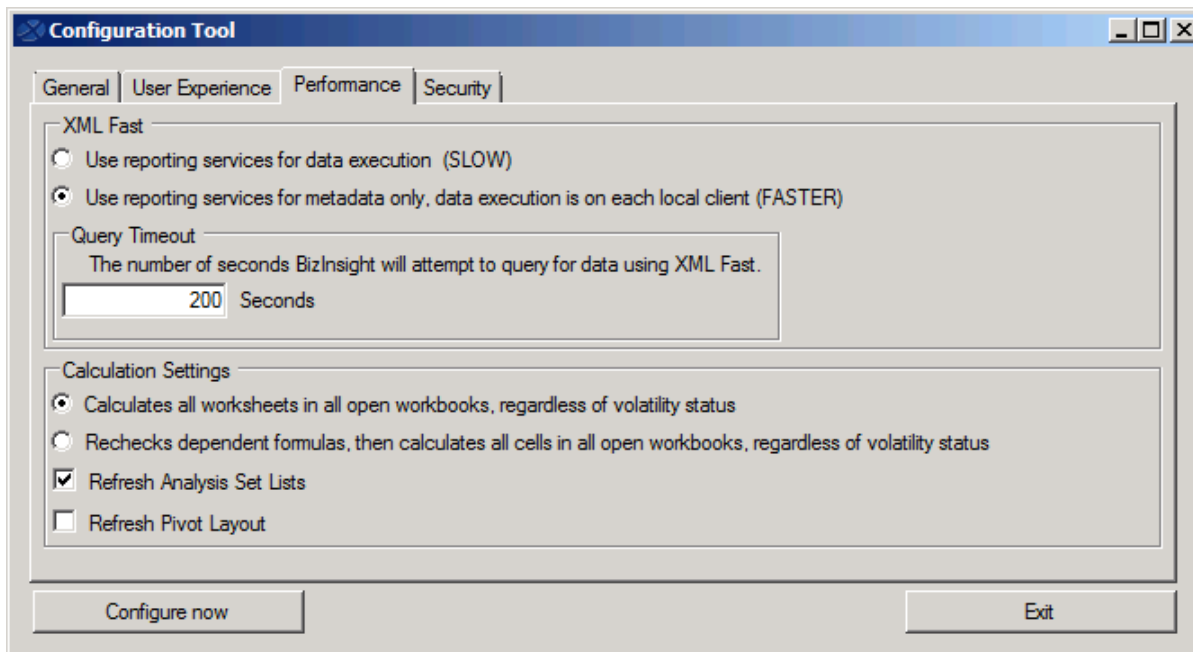 Configuration Tool
General User Experience Performance Security
XML Fast
Use reporting services for data execution (SLOW)
Use reporting services for metadata only, data execution is on each local client (FASTER)
Query Timeout
The number of seconds BizInsight will attempt to query for data using XML Fast.
200 Seconds
Calculation Settings
Calculates all worksheets in all open workbooks, regardless of volatility status
Rechecks dependent formulas, then calculates all cells in all open workbooks, regardless of volatility status
Refresh Analysis Set Lists
Refresh Pivot Layout
Configure now Exit